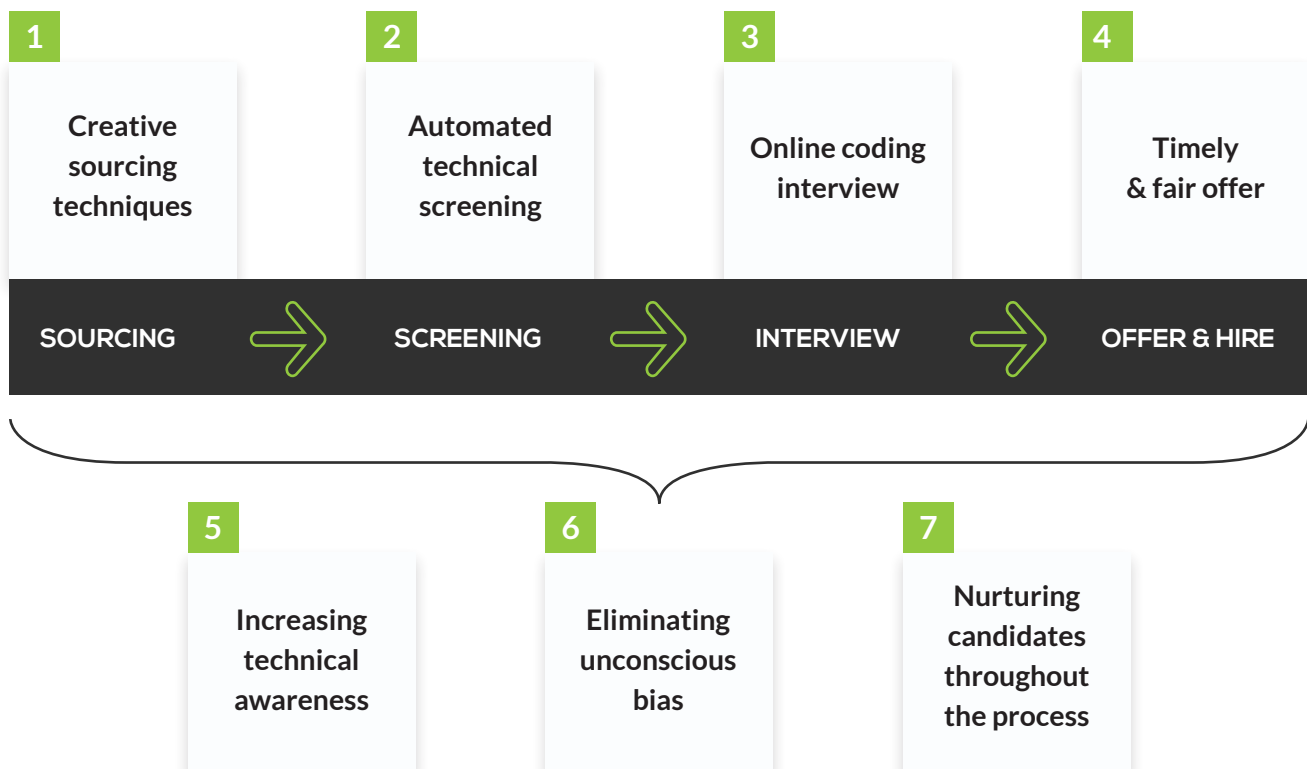 1
Creative
sourcing
techniques
2
Automated
technical
screening
3
Online coding
interview
4
Timely
& fair offer
SOURCING
SCREENING
INTERVIEW
OFFER & HIRE
5
Increasing
technical
awareness
6
Eliminating
unconscious
bias
7
Nurturing
candidates
throughout
the process